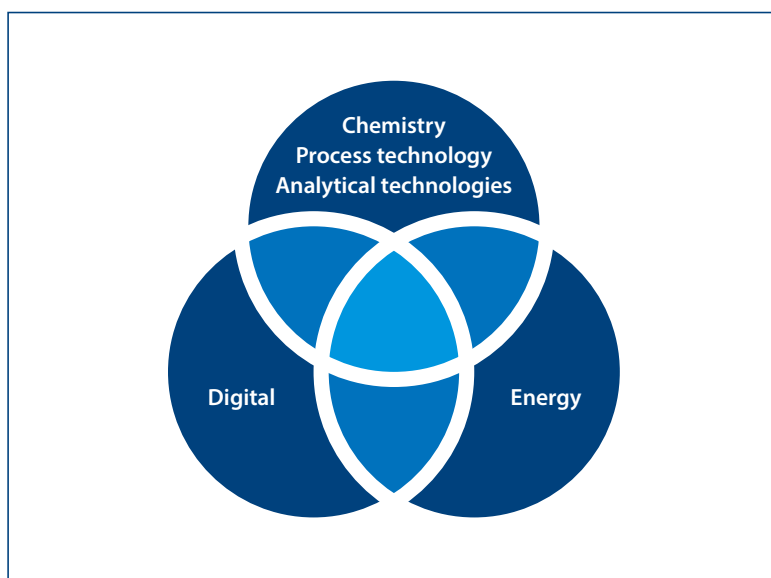 Chemistry
Process technology
Analytical technologies
Digital
Energy